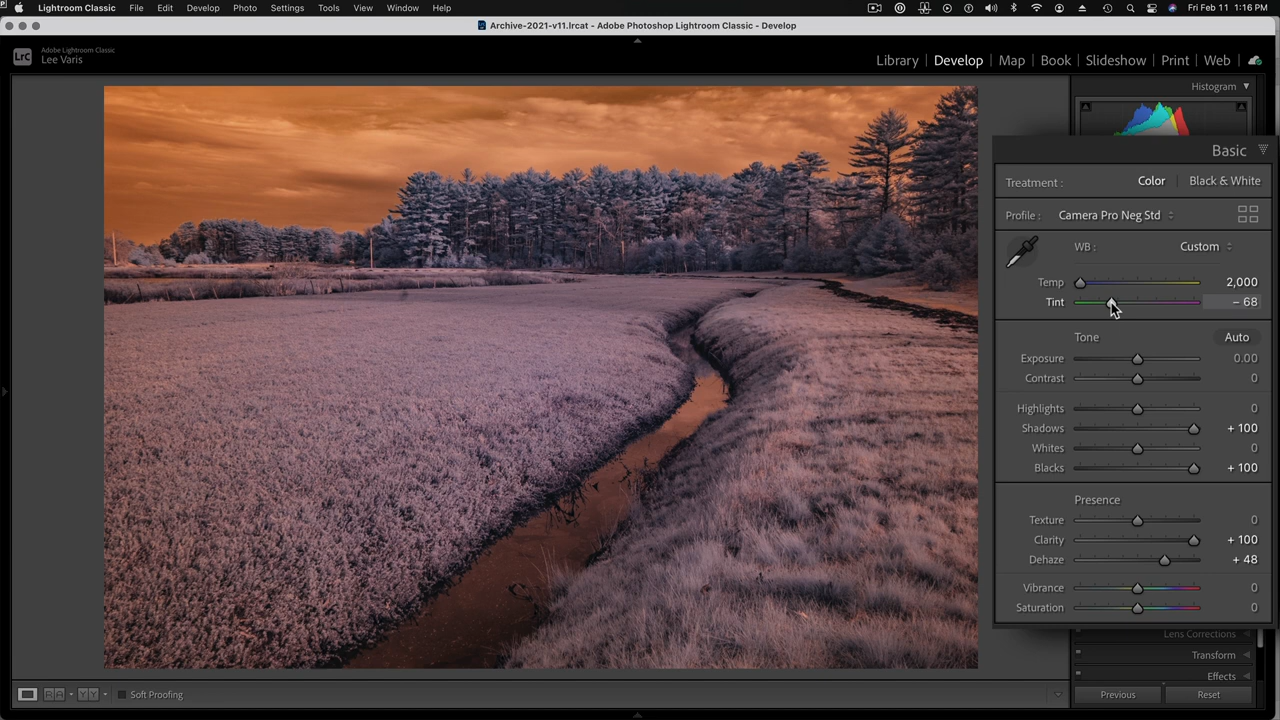 Lightroom Classic File Edit Develop Photo Settings Tools View Window Help Fri Feb 11 1:16 PM
Archive-2021-v11.lrcat - Adobe Photoshop Lightroom Classic - Develop
LrC Adobe Lightroom Classic
Lee Varis
Library | Develop | Map | Book | Slideshow | Print | Web
Histogram
Basic
Treatment : Color Black & White
Profile : Camera Pro Neg Std
WB : Custom
Temp 2,000
Tint – 68
Tone Auto
Exposure 0.00
Contrast 0
Highlights 0
Shadows + 100
Whites 0
Blacks + 100
Presence
Texture 0
Clarity + 100
Dehaze + 48
Vibrance 0
Saturation 0
Lens Corrections
Transform
Effects
Soft Proofing Previous Reset